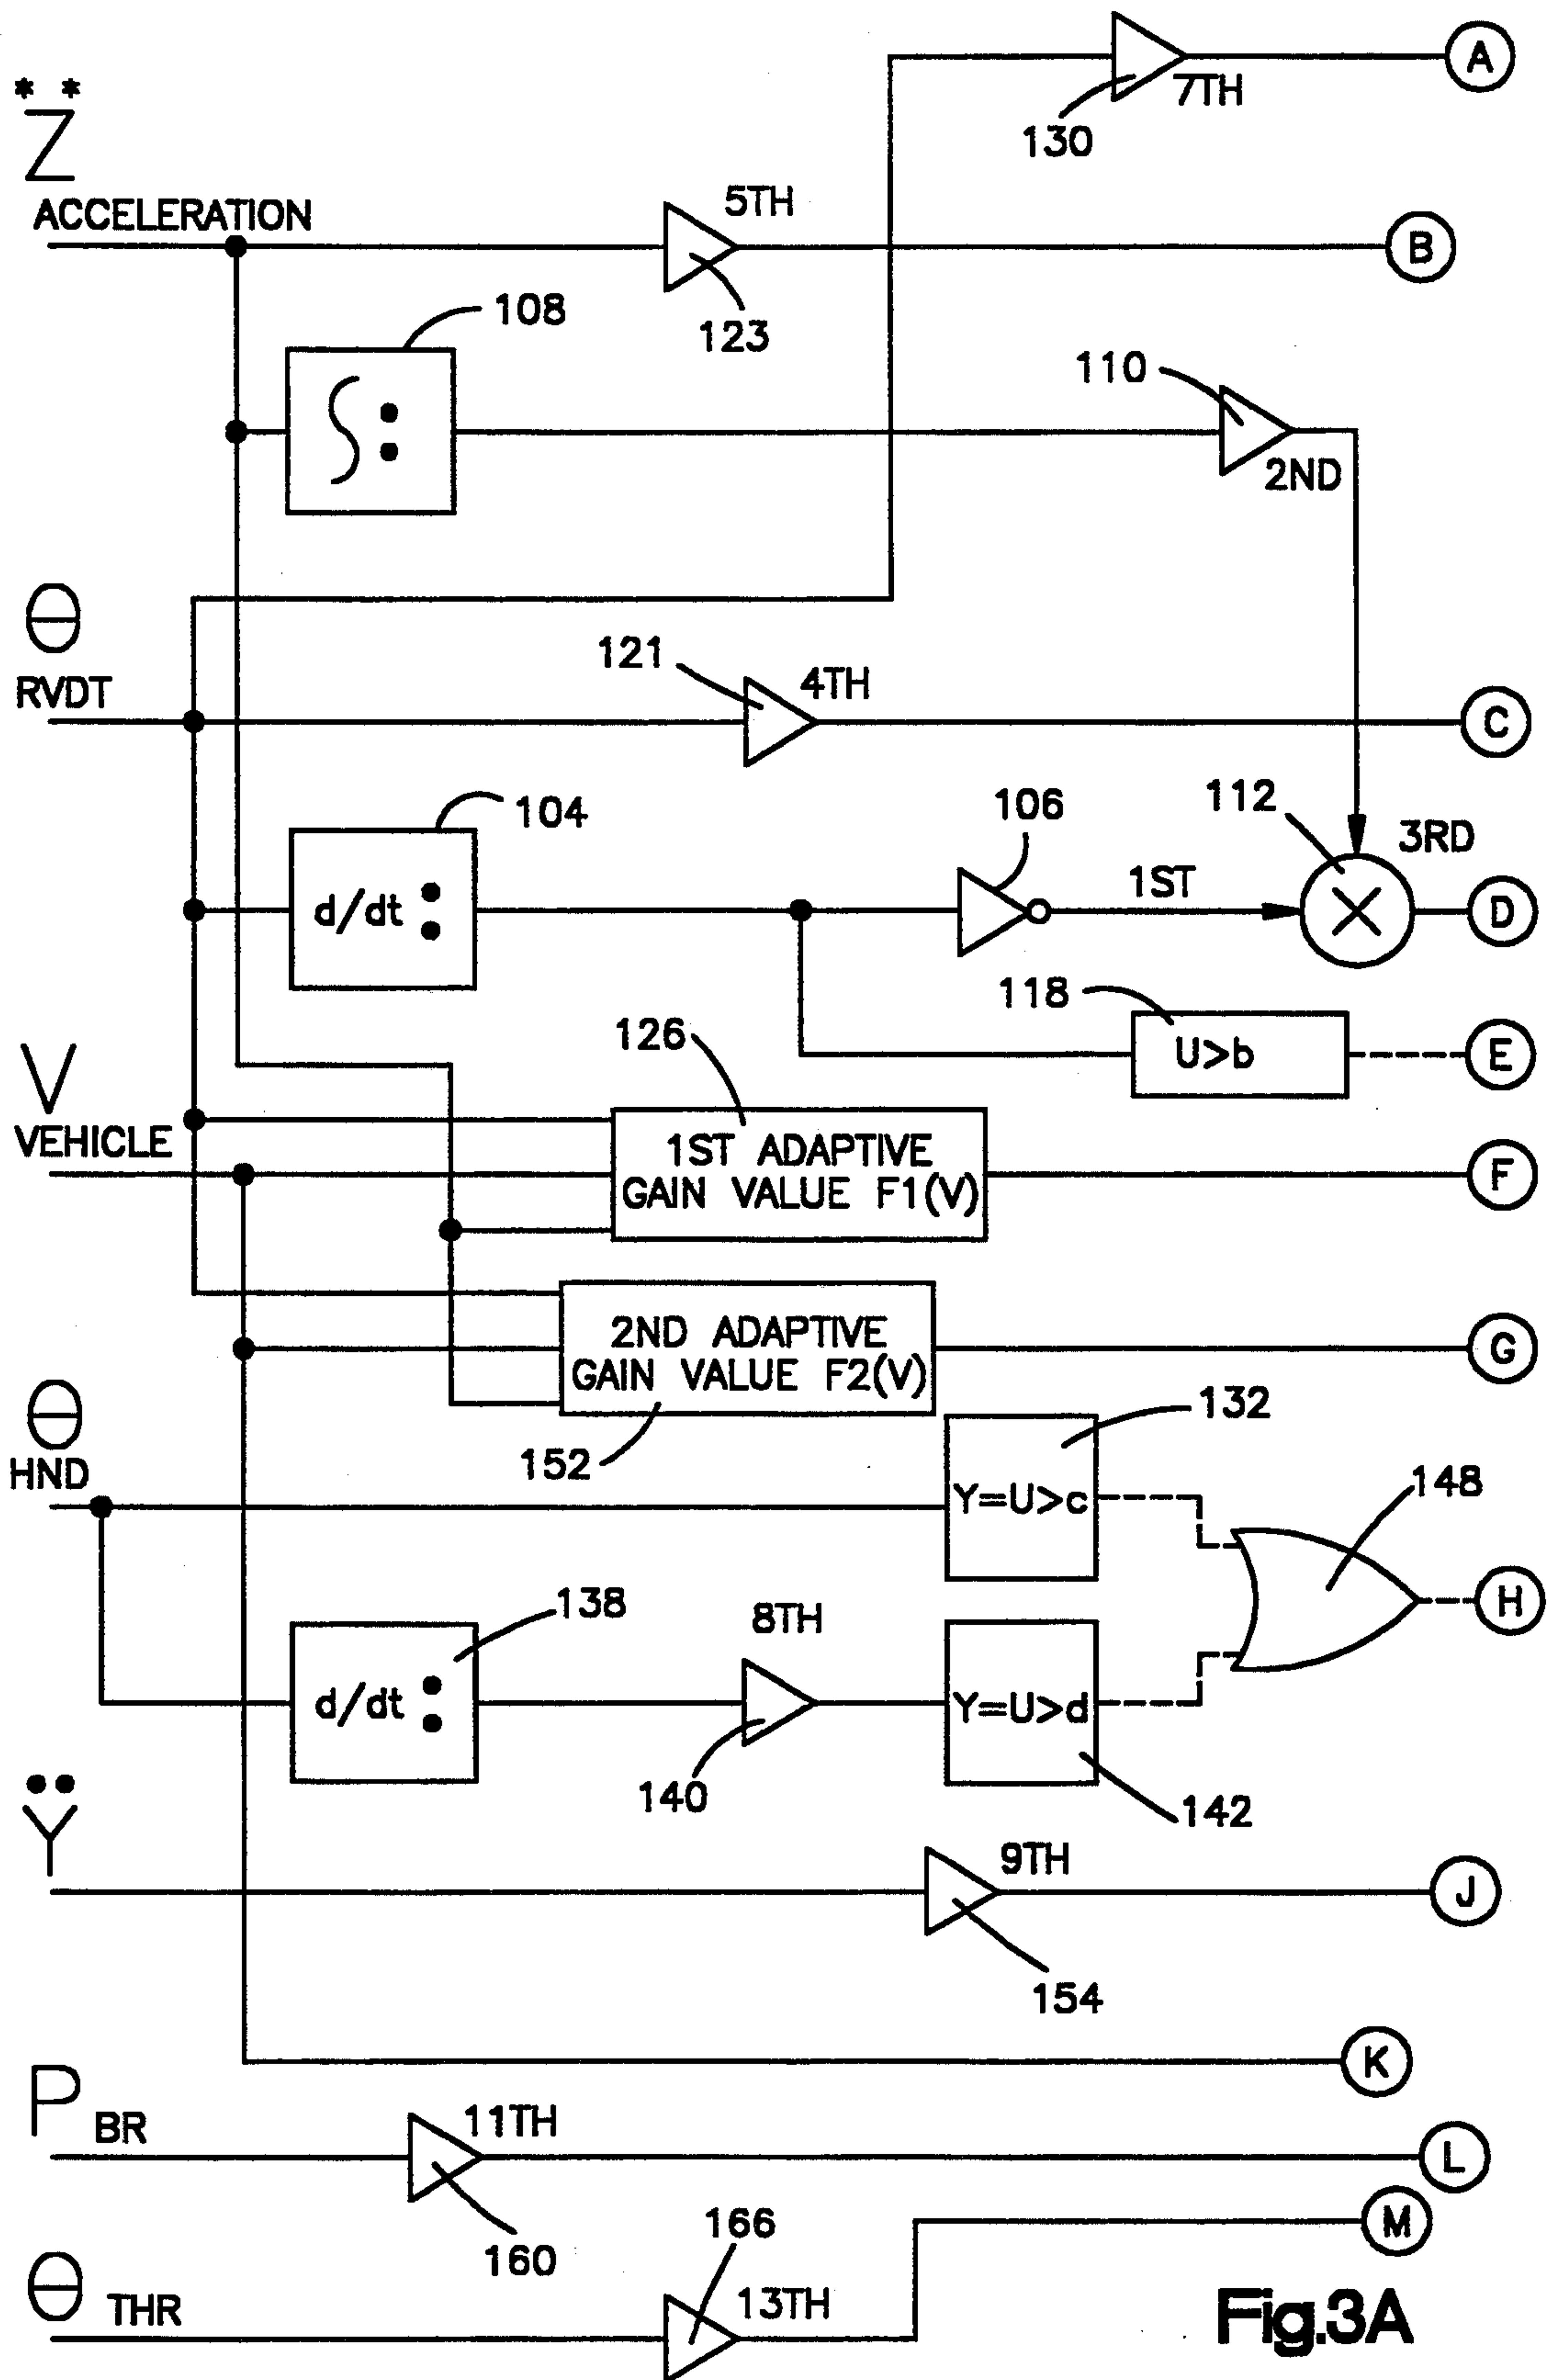 7TH
A
130
* *
Z
ACCELERATION
5TH
B
123
108
∫ :
110
2ND
θ
RVDT
121
4TH
C
104
d/dt :
106
1ST
112
3RD
D
118
U>b
E
V
VEHICLE
126
1ST ADAPTIVE
GAIN VALUE F1(V)
F
2ND ADAPTIVE
GAIN VALUE F2(V)
G
152
θ
HND
132
Y=U>c
148
H
138
d/dt :
8TH
140
Y=U>d
142
Ÿ
9TH
J
154
K
P BR
11TH
L
160
M
166
θ THR
13TH
Fig.3A